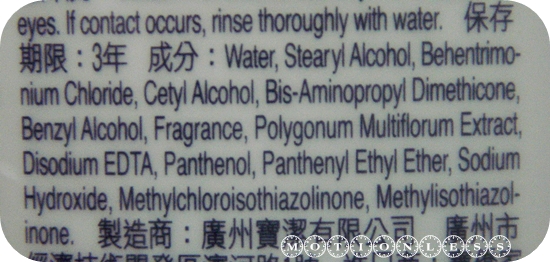 eyes. If contact occurs, rinse thoroughly with water. 保存
期限：3年 成分：Water, Stearyl Alcohol, Behentrimo-
nium Chloride, Cetyl Alcohol, Bis-Aminopropyl Dimethicone,
Benzyl Alcohol, Fragrance, Polygonum Multiflorum Extract,
Disodium EDTA, Panthenol, Panthenyl Ethyl Ether, Sodium
Hydroxide, Methylchloroisothiazolinone, Methylisothiazol-
inone. 製造商：廣州寶潔有限公司 廣州市
MOTIONLESS